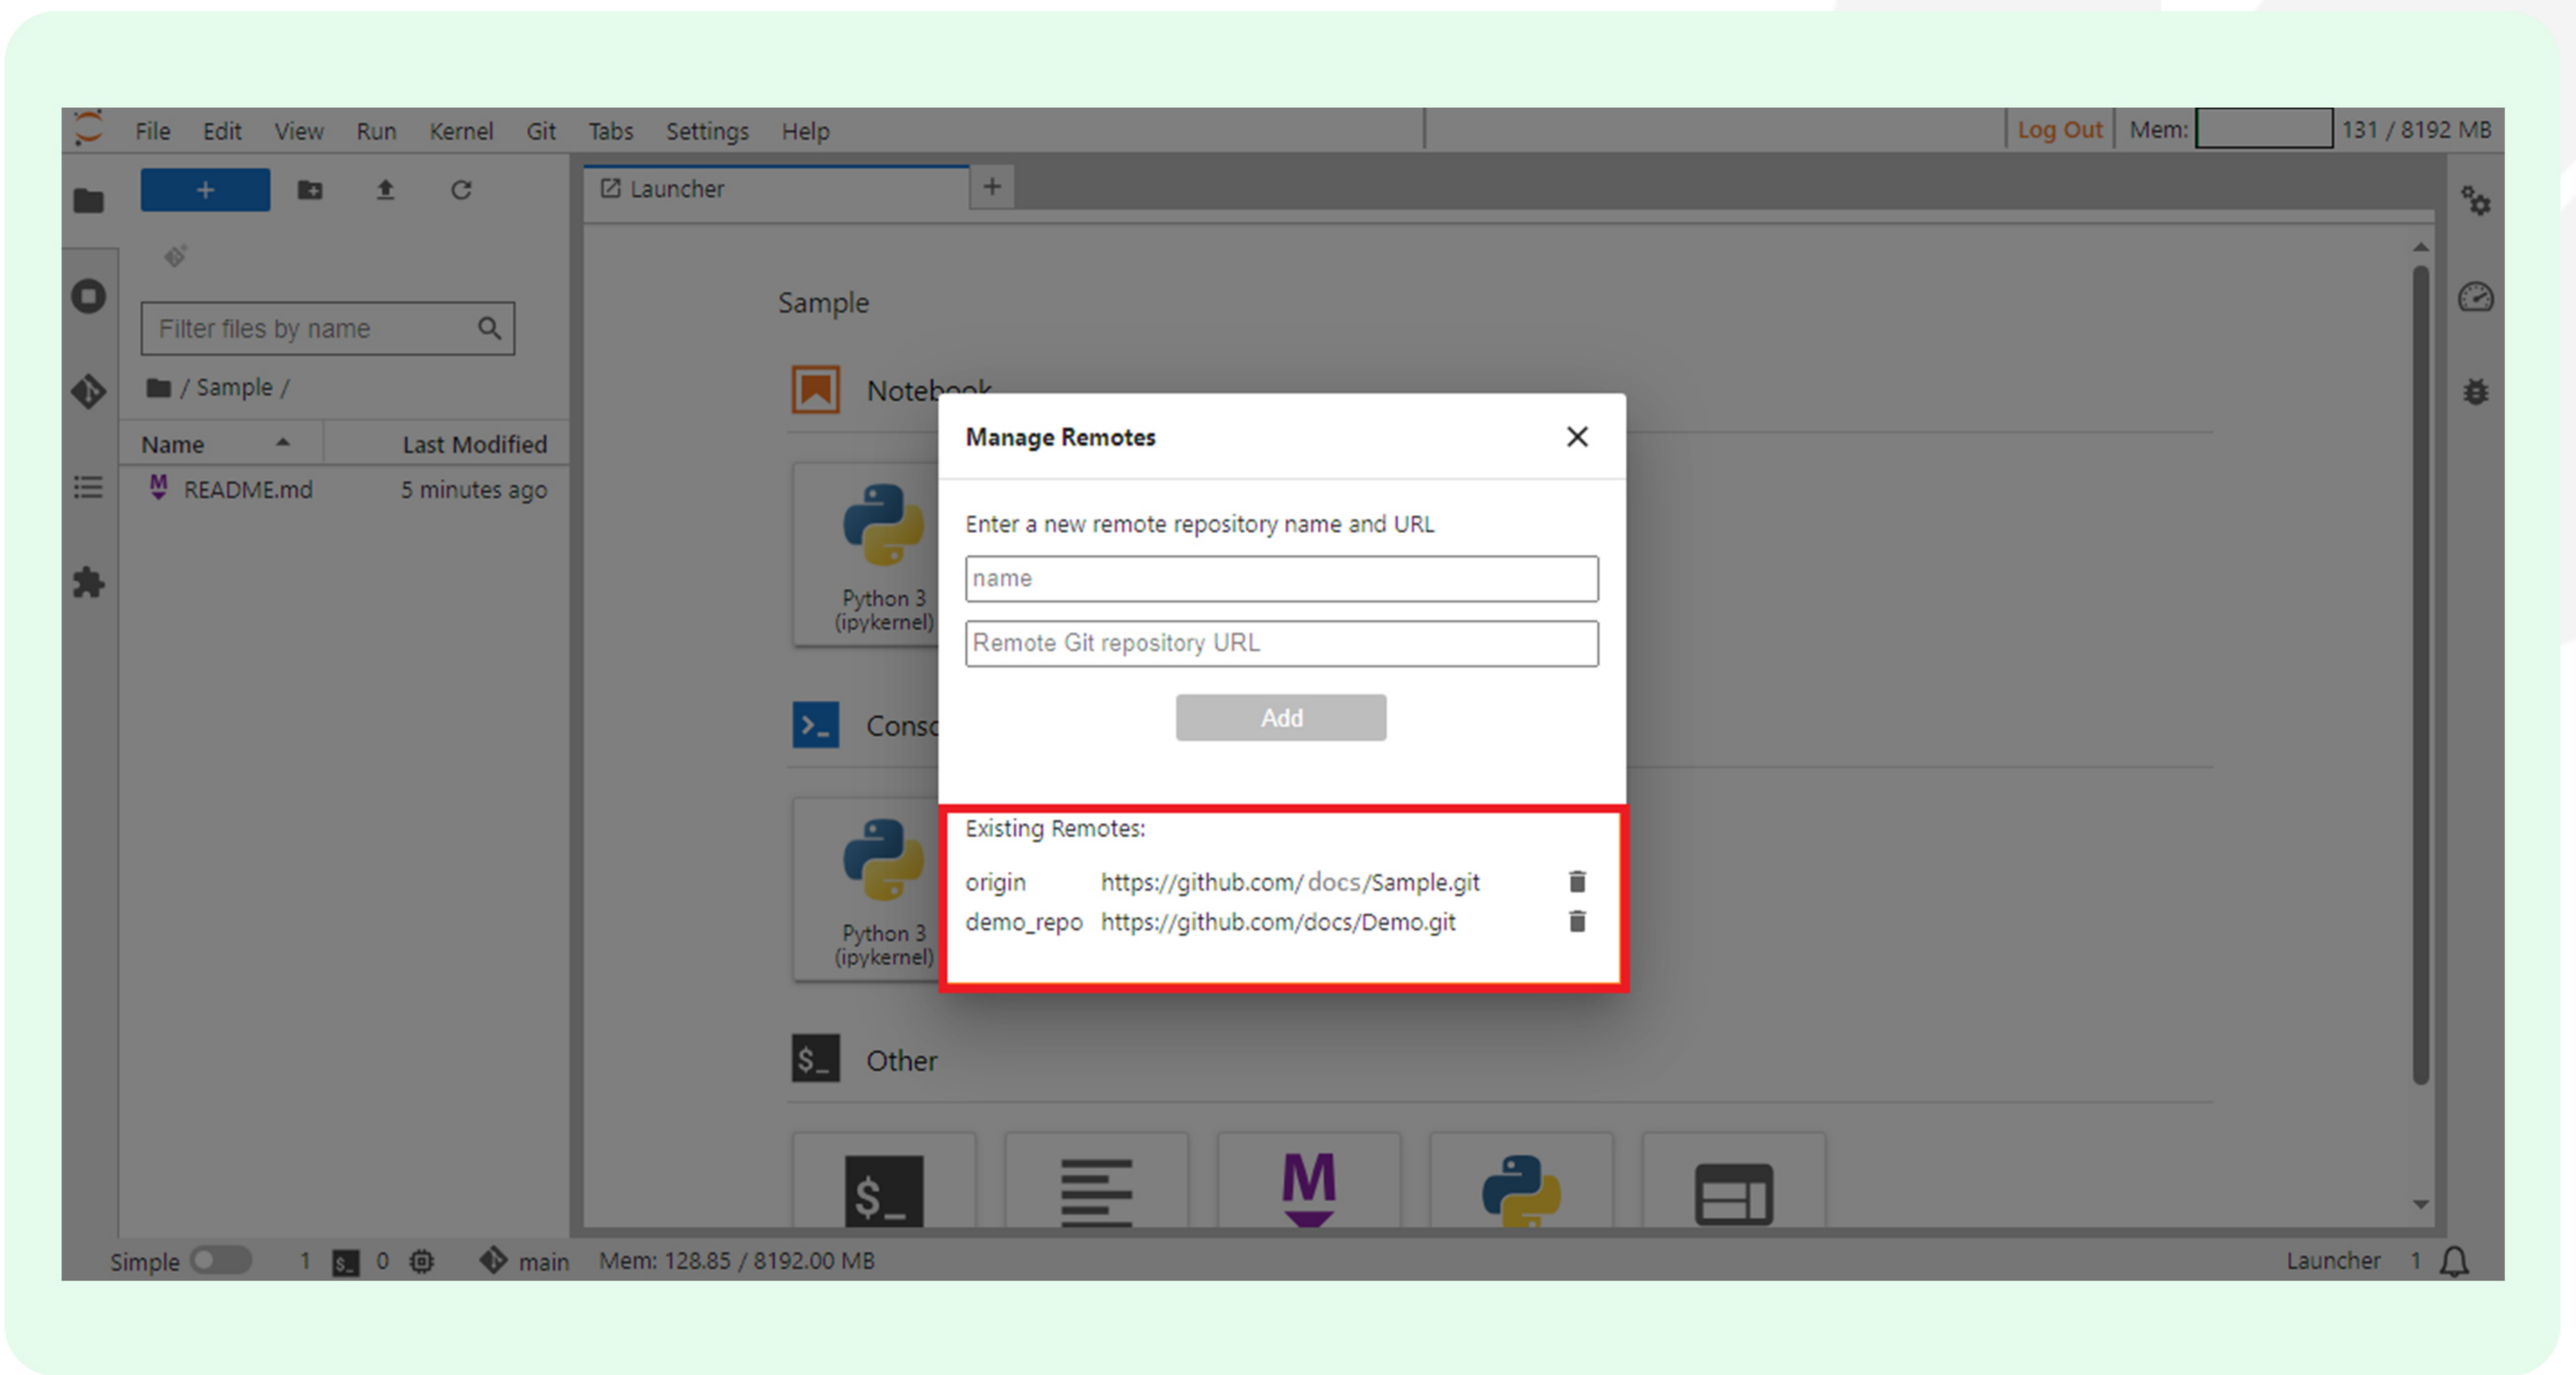 File Edit View Run Kernel Git Tabs Settings Help
Log Out Mem: 131 / 8192 MB
+
Launcher +
Filter files by name
/ Sample /
Name Last Modified
README.md 5 minutes ago
Sample
Notebook
Python 3
(ipykernel)
Manage Remotes
Enter a new remote repository name and URL
name
Remote Git repository URL
Add
Conso
Python 3
(ipykernel)
Existing Remotes:
origin https://github.com/docs/Sample.git
demo_repo https://github.com/docs/Demo.git
$_ Other
$_ M
Simple 1 $_ 0 main Mem: 128.85 / 8192.00 MB
Launcher 1